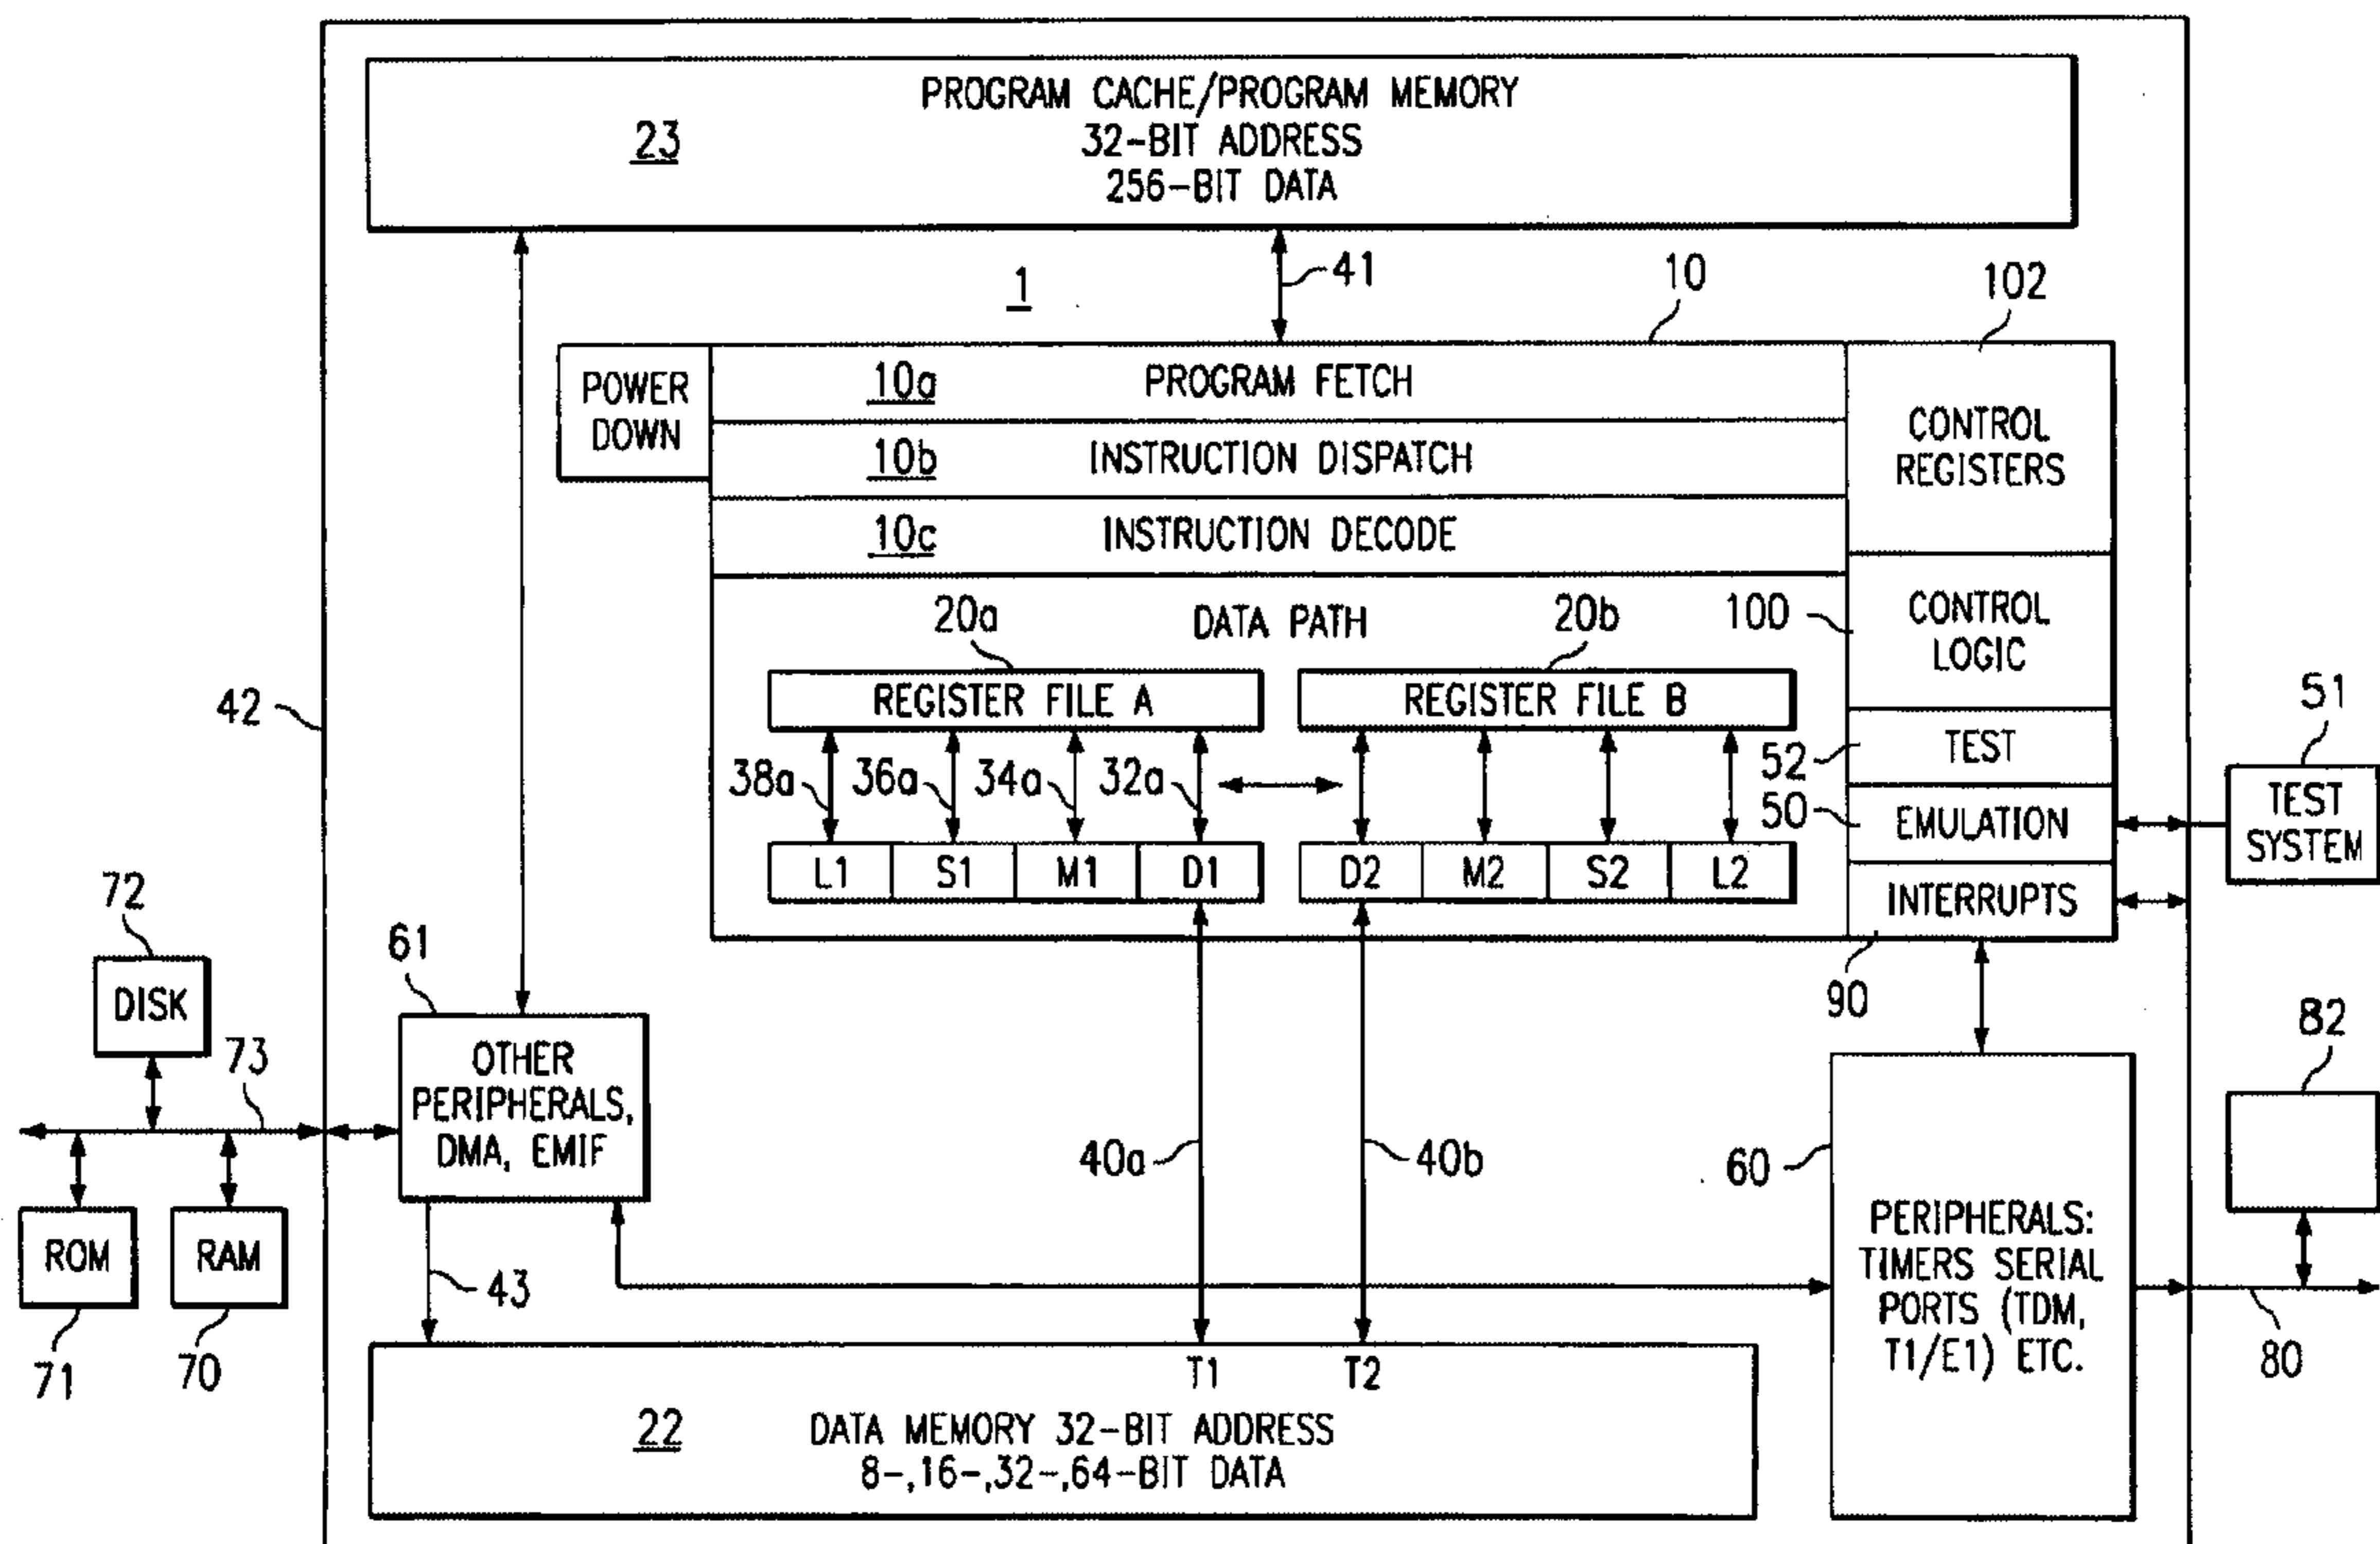 PROGRAM CACHE/PROGRAM MEMORY
32-BIT ADDRESS
256-BIT DATA
23
1
41
10
102
POWER
DOWN
10a
PROGRAM FETCH
10b
INSTRUCTION DISPATCH
10c
INSTRUCTION DECODE
CONTROL
REGISTERS
20a
DATA PATH
20b
100
CONTROL
LOGIC
REGISTER FILE A
REGISTER FILE B
42
51
38a
36a
34a
32a
52
TEST
50
EMULATION
TEST
SYSTEM
L1
S1
M1
D1
D2
M2
S2
L2
INTERRUPTS
90
72
DISK
61
82
73
OTHER
PERIPHERALS,
DMA, EMIF
40a
40b
60
ROM
RAM
71
70
43
PERIPHERALS:
TIMERS SERIAL
PORTS (TDM,
T1/E1) ETC.
80
T1
T2
22
DATA MEMORY 32-BIT ADDRESS
8-,16-,32-,64-BIT DATA